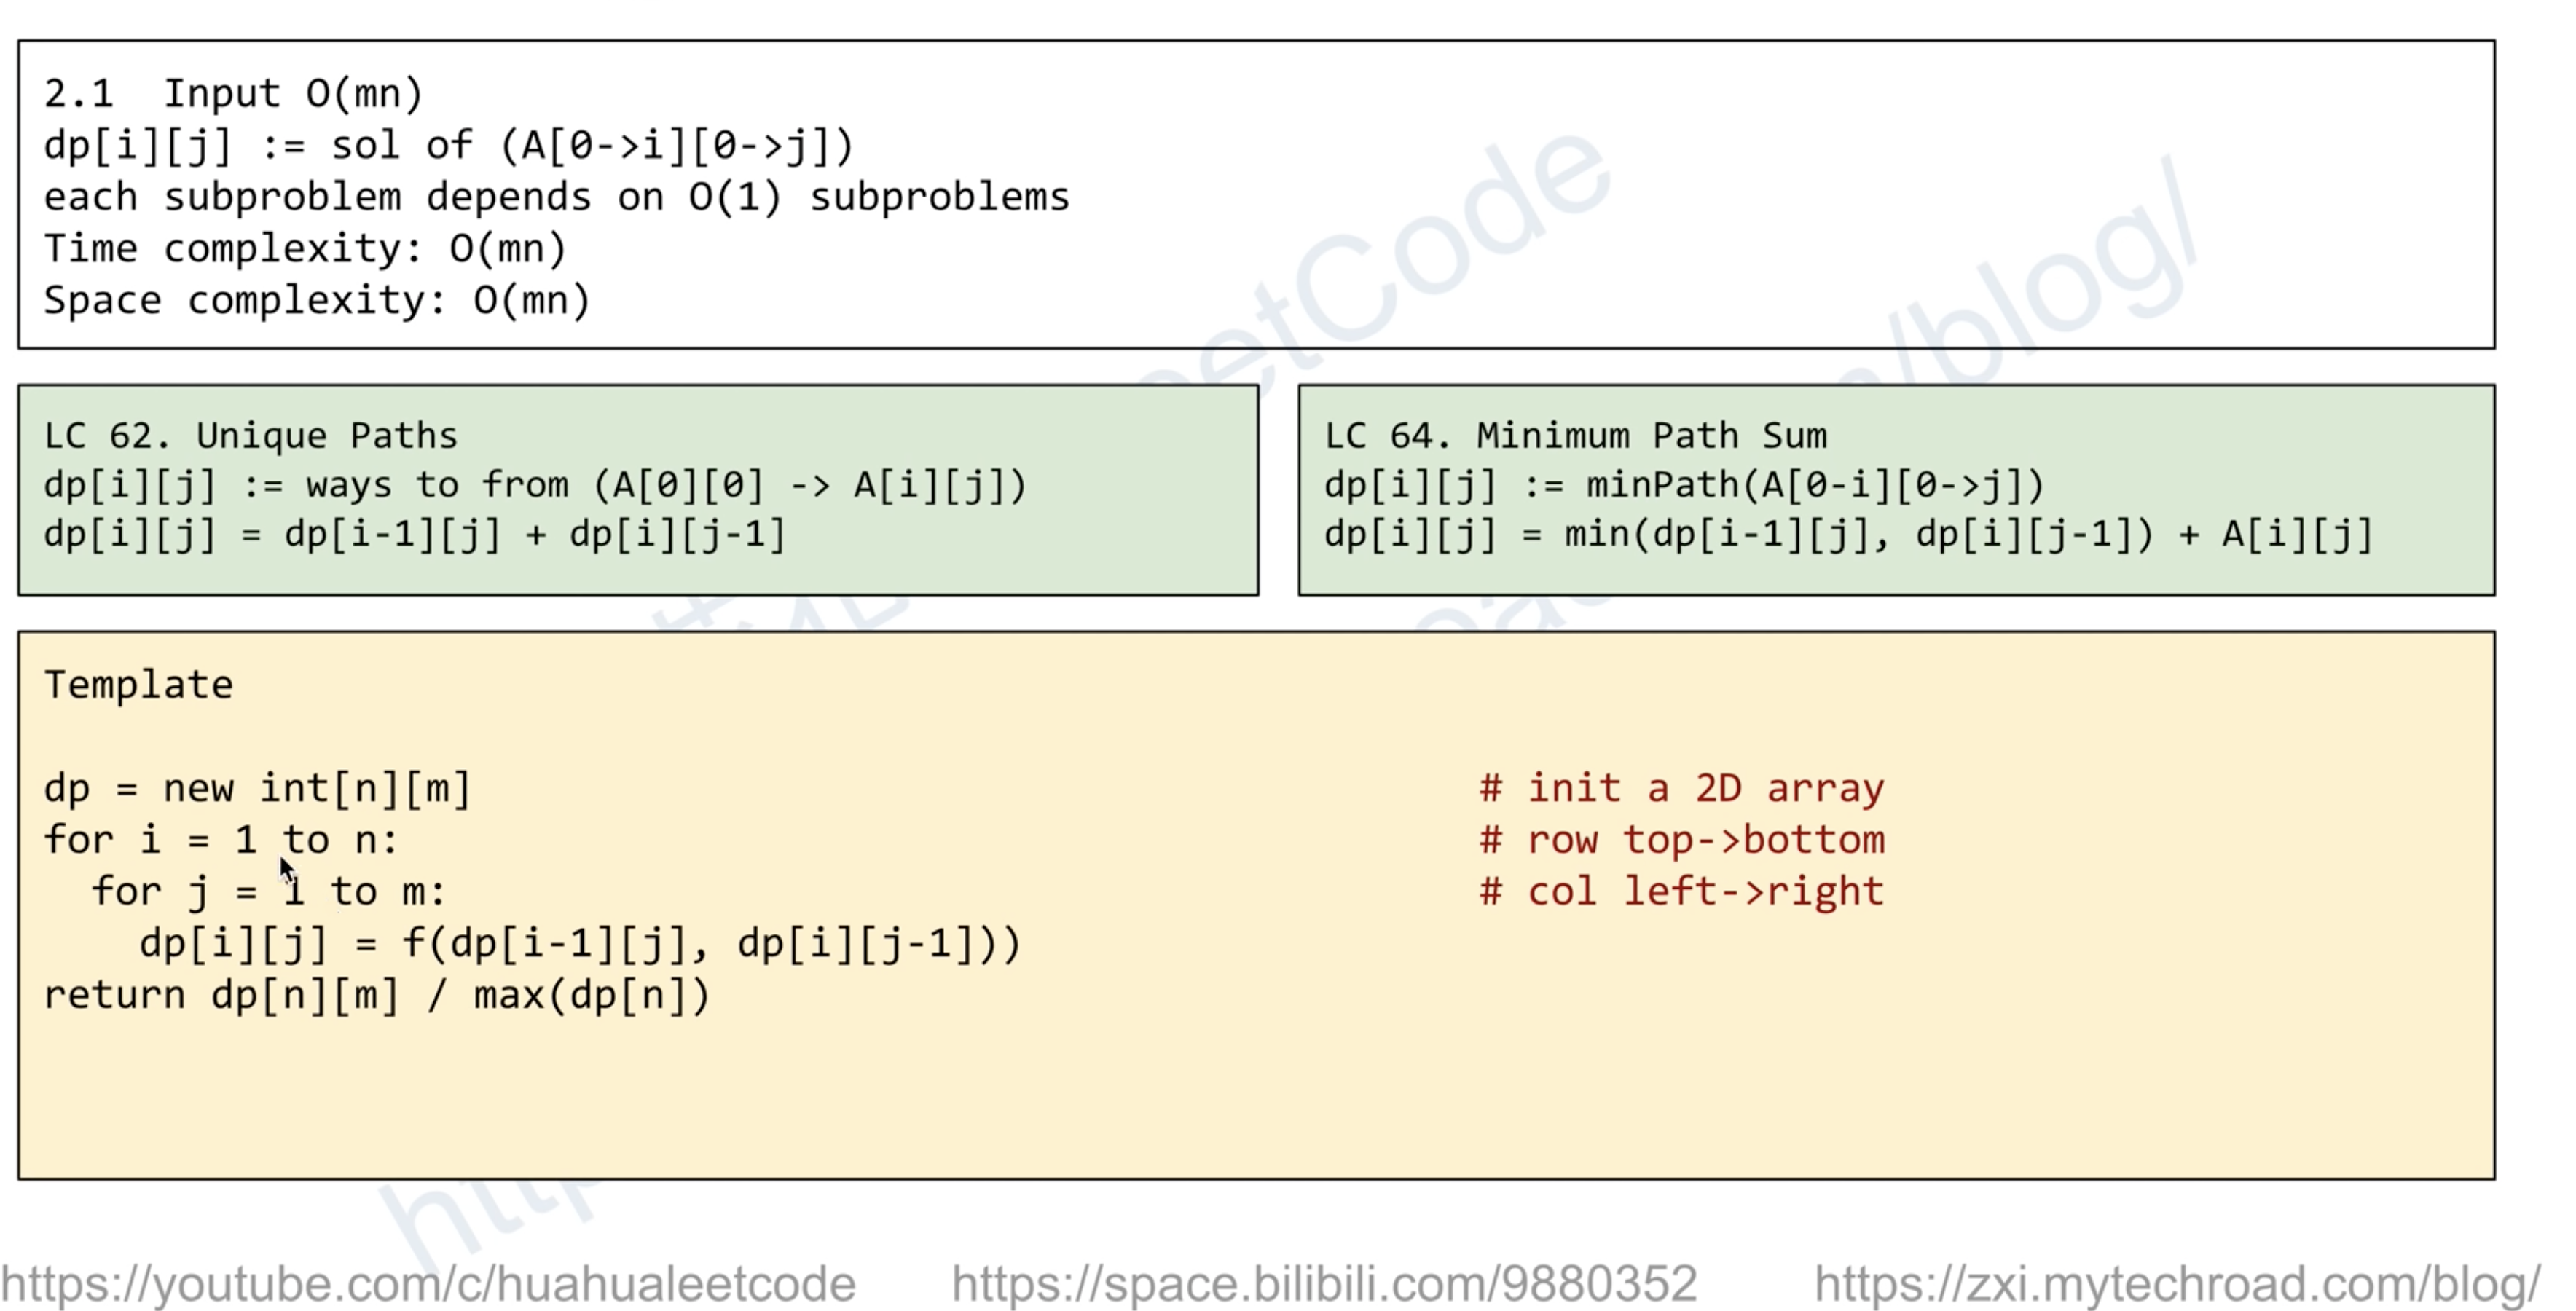 2.1  Input O(mn)
dp[i][j] := sol of (A[0->i][0->j])
each subproblem depends on O(1) subproblems
Time complexity: O(mn)
Space complexity: O(mn)
LC 62. Unique Paths
dp[i][j] := ways to from (A[0][0] -> A[i][j])
dp[i][j] = dp[i-1][j] + dp[i][j-1]
LC 64. Minimum Path Sum
dp[i][j] := minPath(A[0-i][0->j])
dp[i][j] = min(dp[i-1][j], dp[i][j-1]) + A[i][j]
Template
dp = new int[n][m] # init a 2D array
for i = 1 to n: # row top->bottom
  for j = 1 to m: # col left->right
    dp[i][j] = f(dp[i-1][j], dp[i][j-1]))
return dp[n][m] / max(dp[n])
https://youtube.com/c/huahualeetcode https://space.bilibili.com/9880352 https://zxi.mytechroad.com/blog/